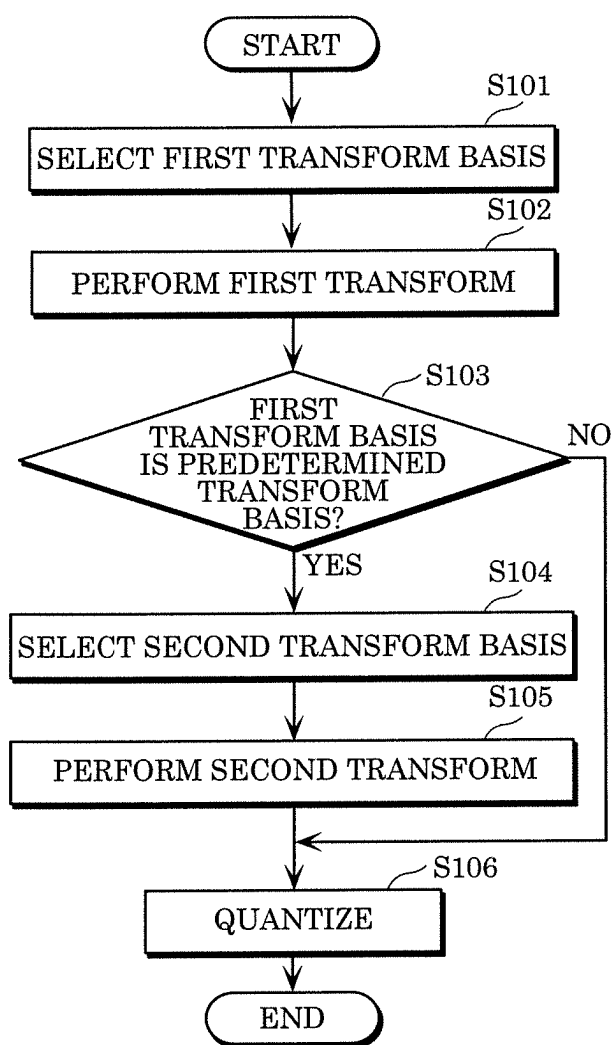 START
S101
SELECT FIRST TRANSFORM BASIS
S102
PERFORM FIRST TRANSFORM
S103
FIRST
TRANSFORM BASIS
IS PREDETERMINED
TRANSFORM
BASIS?
NO
YES
S104
SELECT SECOND TRANSFORM BASIS
S105
PERFORM SECOND TRANSFORM
S106
QUANTIZE
END